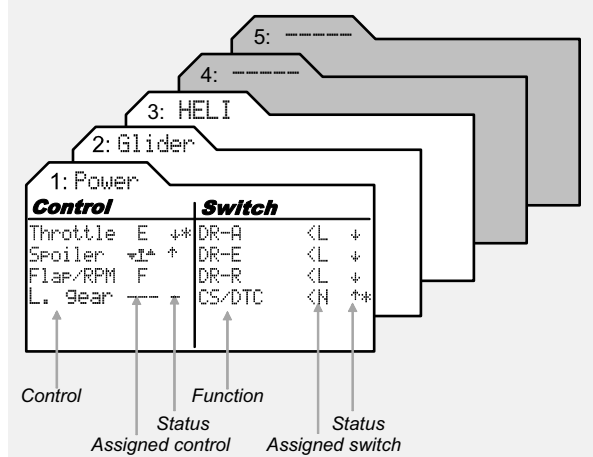 5: -----
4: -----
3: HELI
2: Glider
1: Power
Control Switch
Throttle E ↓* DR-A <L ↓
Spoiler ↑ DR-E <L ↓
Flap/RPM F DR-R <L ↓
L. gear --- – CS/DTC <N ↑*
Control Function
Status Status
Assigned control Assigned switch